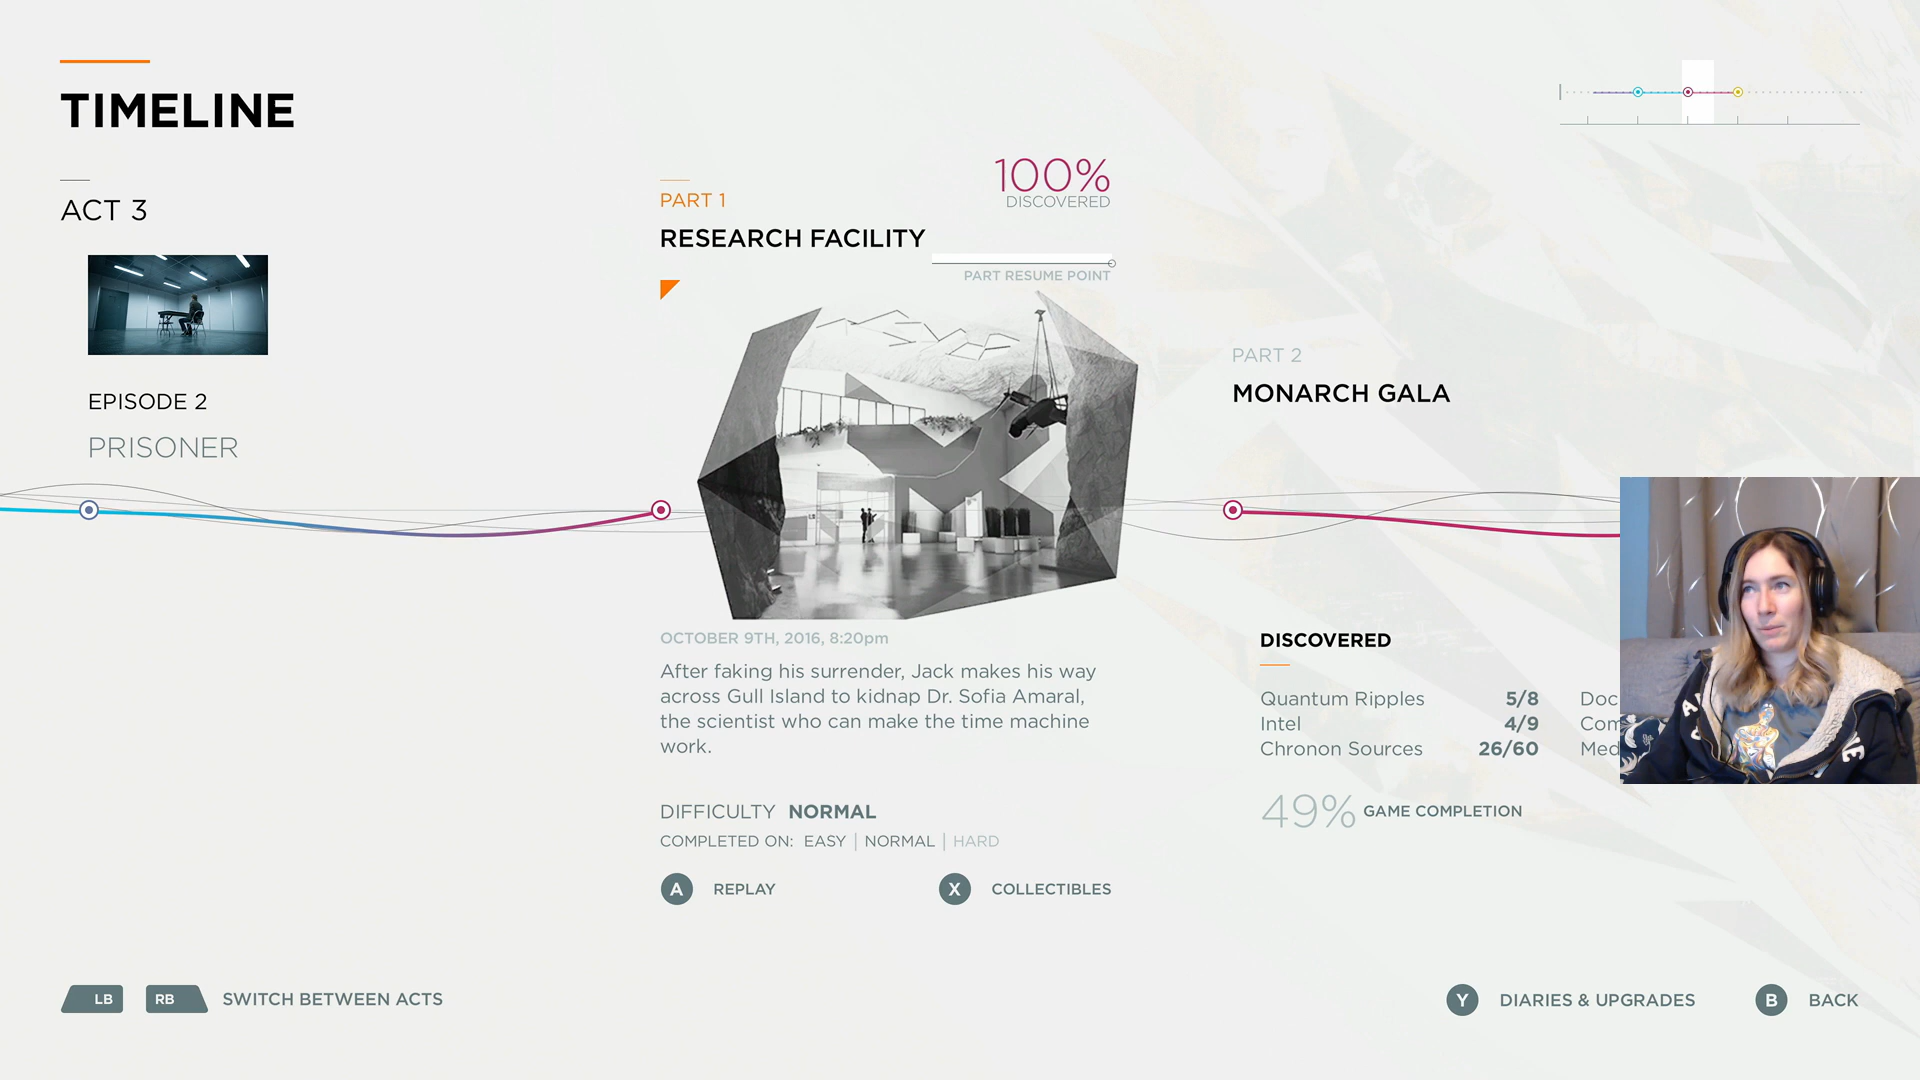 TIMELINE
ACT 3
EPISODE 2
PRISONER
PART 1
RESEARCH FACILITY
100%
DISCOVERED
PART RESUME POINT
OCTOBER 9TH, 2016, 8:20pm
After faking his surrender, Jack makes his way
across Gull Island to kidnap Dr. Sofia Amaral,
the scientist who can make the time machine
work.
DIFFICULTY NORMAL
COMPLETED ON: EASY | NORMAL | HARD
A REPLAY
X COLLECTIBLES
PART 2
MONARCH GALA
DISCOVERED
Quantum Ripples 5/8 Doc
Intel 4/9 Com
Chronon Sources 26/60 Med
49% GAME COMPLETION
LB RB SWITCH BETWEEN ACTS
Y DIARIES & UPGRADES
B BACK